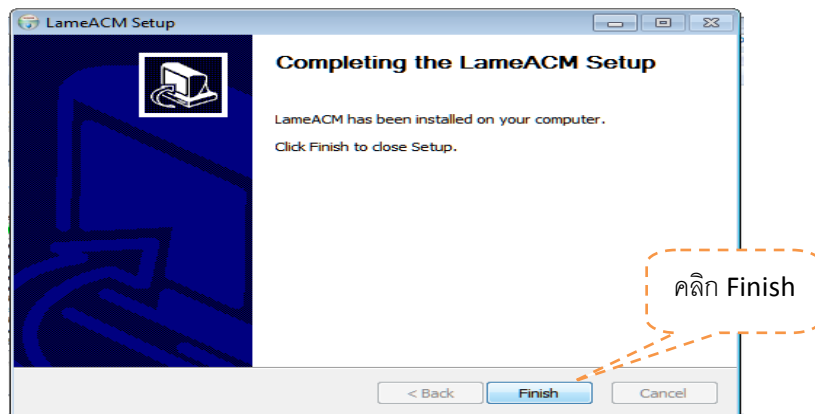 LameACM Setup
Completing the LameACM Setup
LameACM has been installed on your computer.
Click Finish to close Setup.
คลิก Finish
< Back
Finish
Cancel